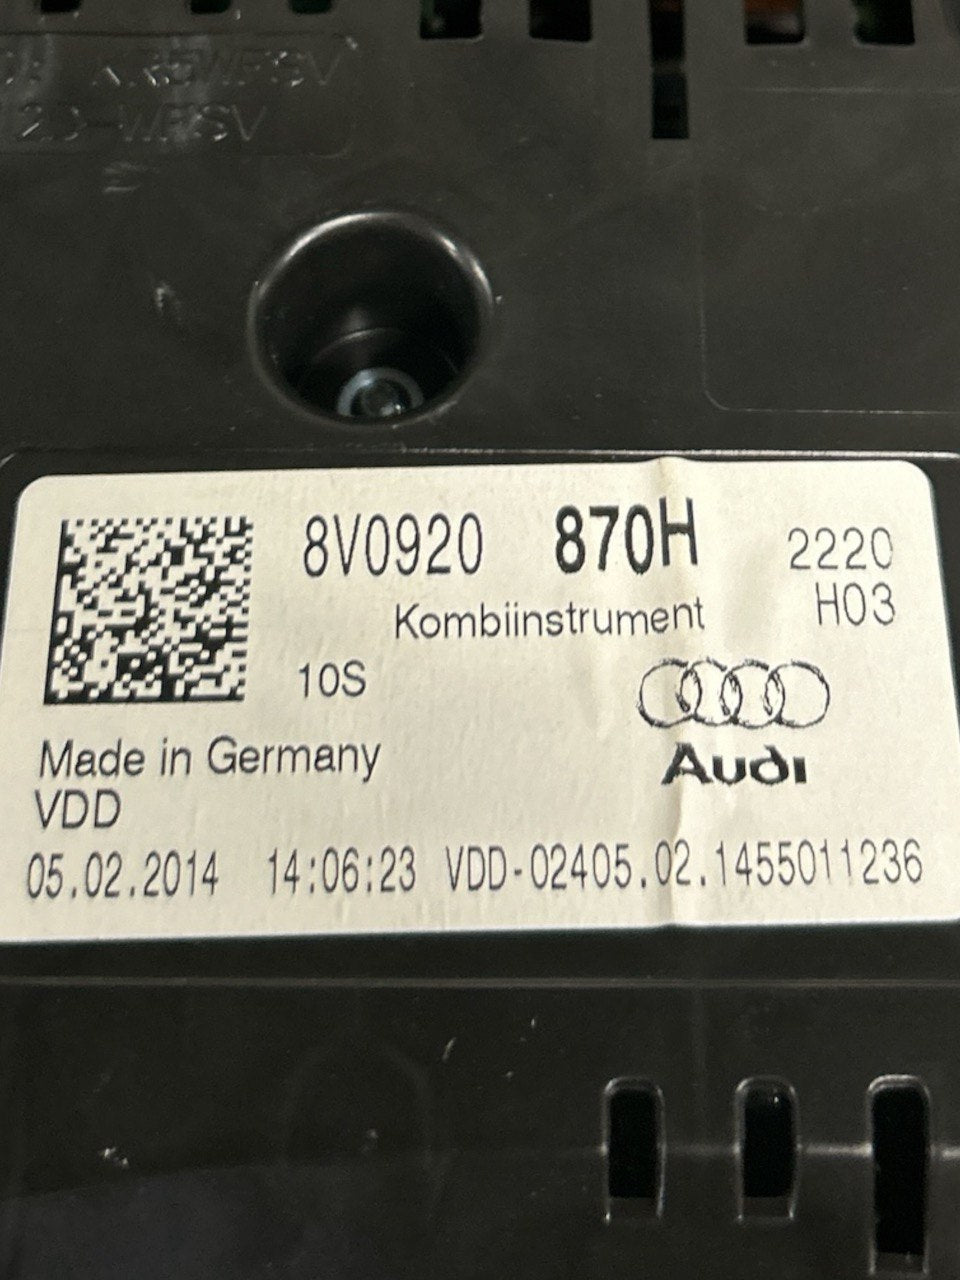 8V0920 870H 2220
Kombiinstrument H03
10S
Audi
Made in Germany
VDD
05.02.2014 14:06:23 VDD-02405.02.1455011236